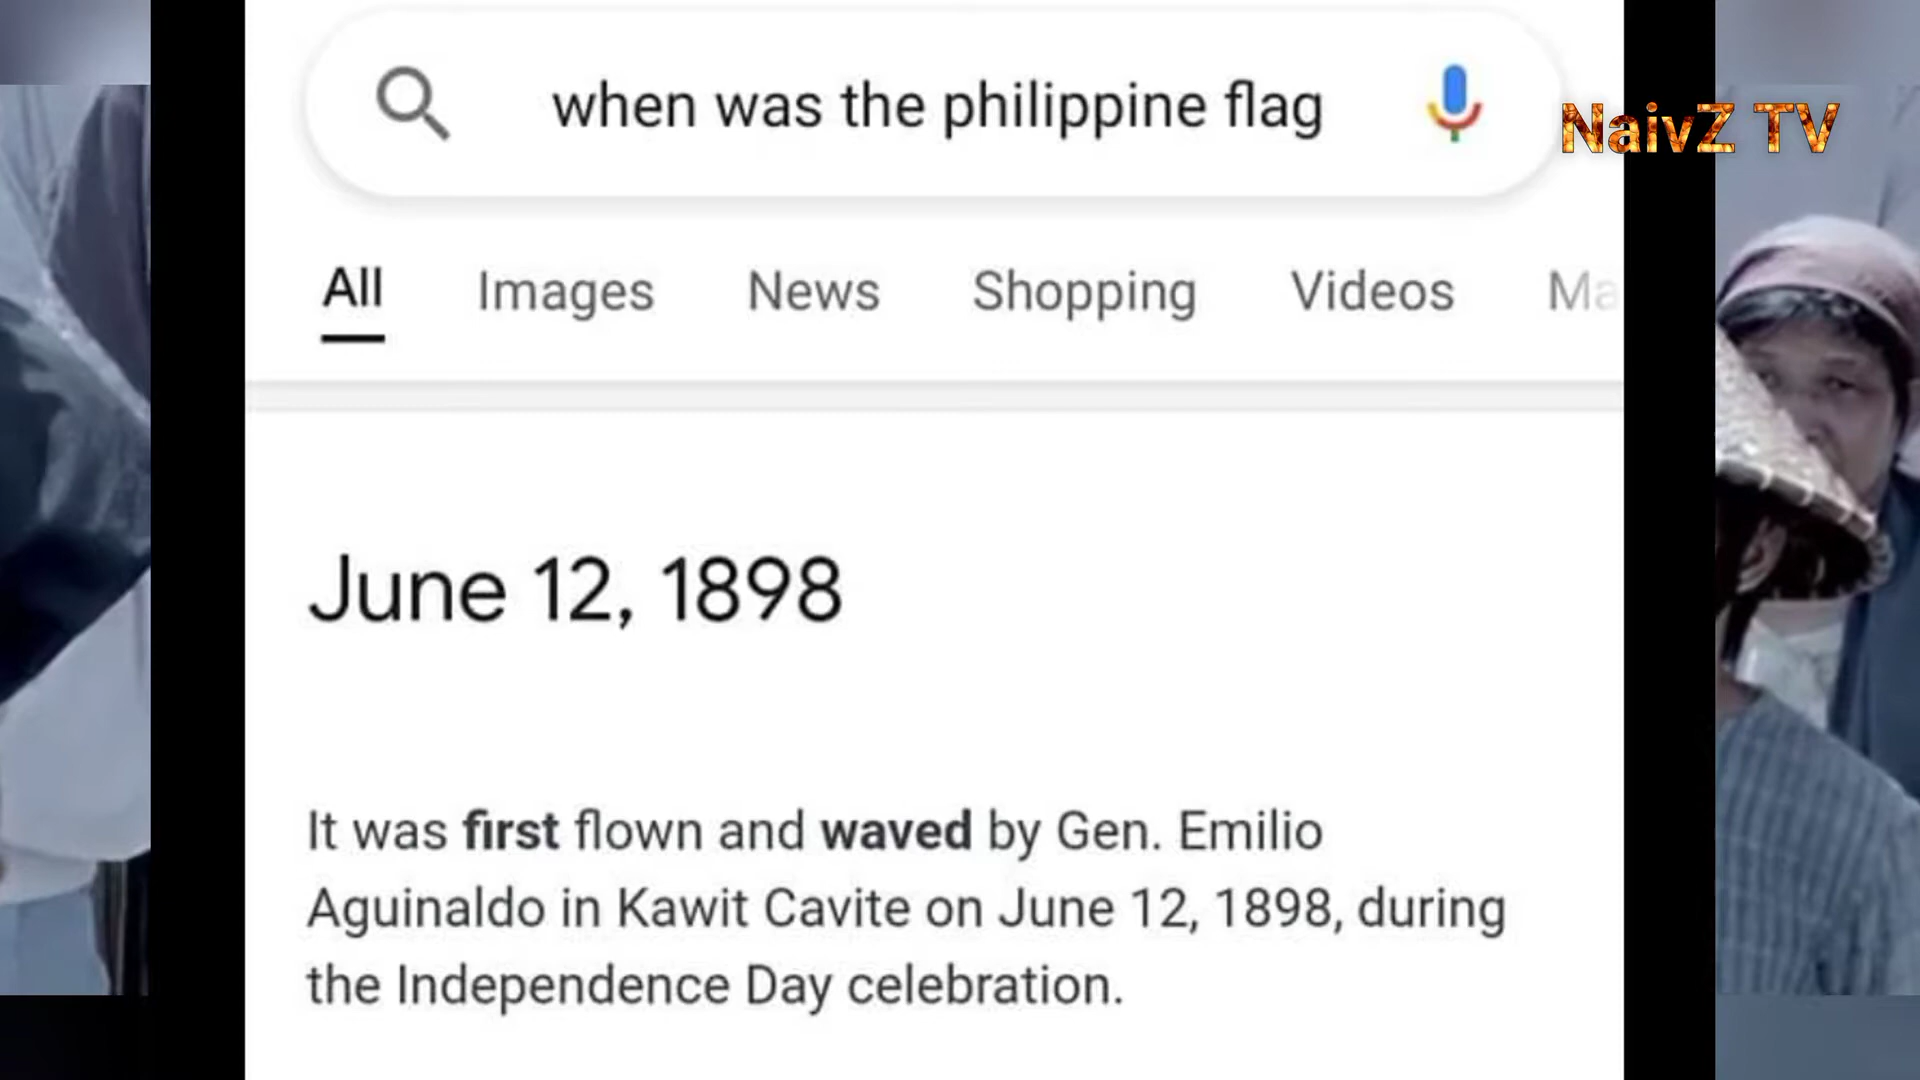 when was the philippine flag
NaivZ TV
All Images News Shopping Videos Ma
June 12, 1898
It was first flown and waved by Gen. Emilio
Aguinaldo in Kawit Cavite on June 12, 1898, during
the Independence Day celebration.